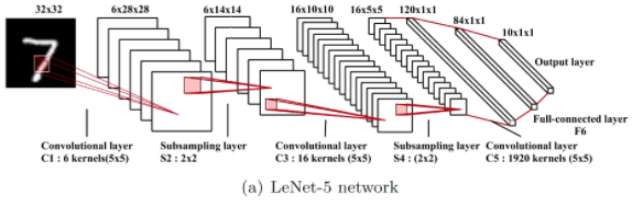 32x32 6x28x28 6x14x14 16x10x10 16x5x5 120x1x1
84x1x1
10x1x1
Output layer
Full-connected layer
F6
Convolutional layer Subsampling layer Convolutional layer Subsampling layer Convolutional layer
C1 : 6 kernels(5x5) S2 : 2x2 C3 : 16 kernels (5x5) S4 : (2x2) C5 : 1920 kernels (5x5)
(a) LeNet-5 network